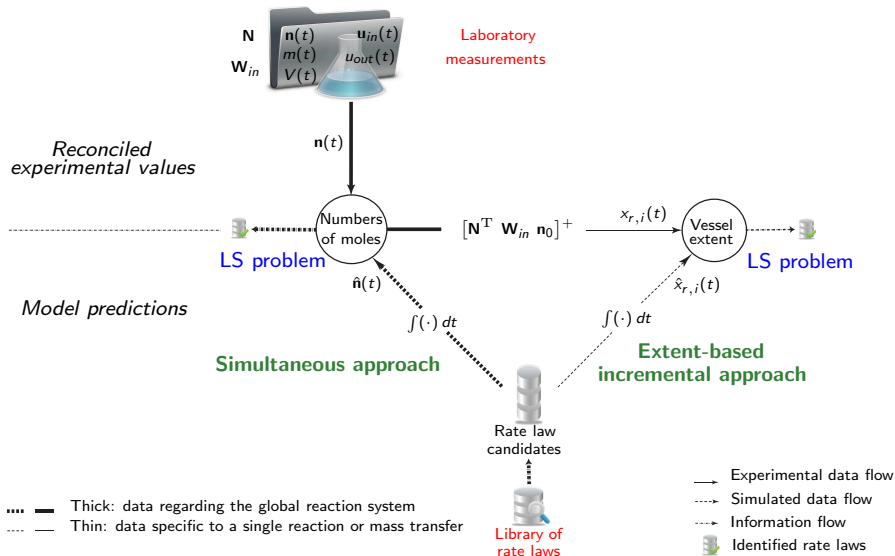 N n(t) u_in(t)
W_in m(t) u_out(t)
V(t)
Laboratory
measurements
n(t)
Reconciled
experimental values
Numbers
of moles
[N^T W_in n_0]^+
x_{r,i}(t)
Vessel
extent
LS problem
LS problem
n̂(t)
x̂_{r,i}(t)
Model predictions
∫(·) dt
∫(·) dt
Simultaneous approach
Extent-based
incremental approach
Rate law
candidates
Library of
rate laws
Thick: data regarding the global reaction system
Thin: data specific to a single reaction or mass transfer
Experimental data flow
Simulated data flow
Information flow
Identified rate laws